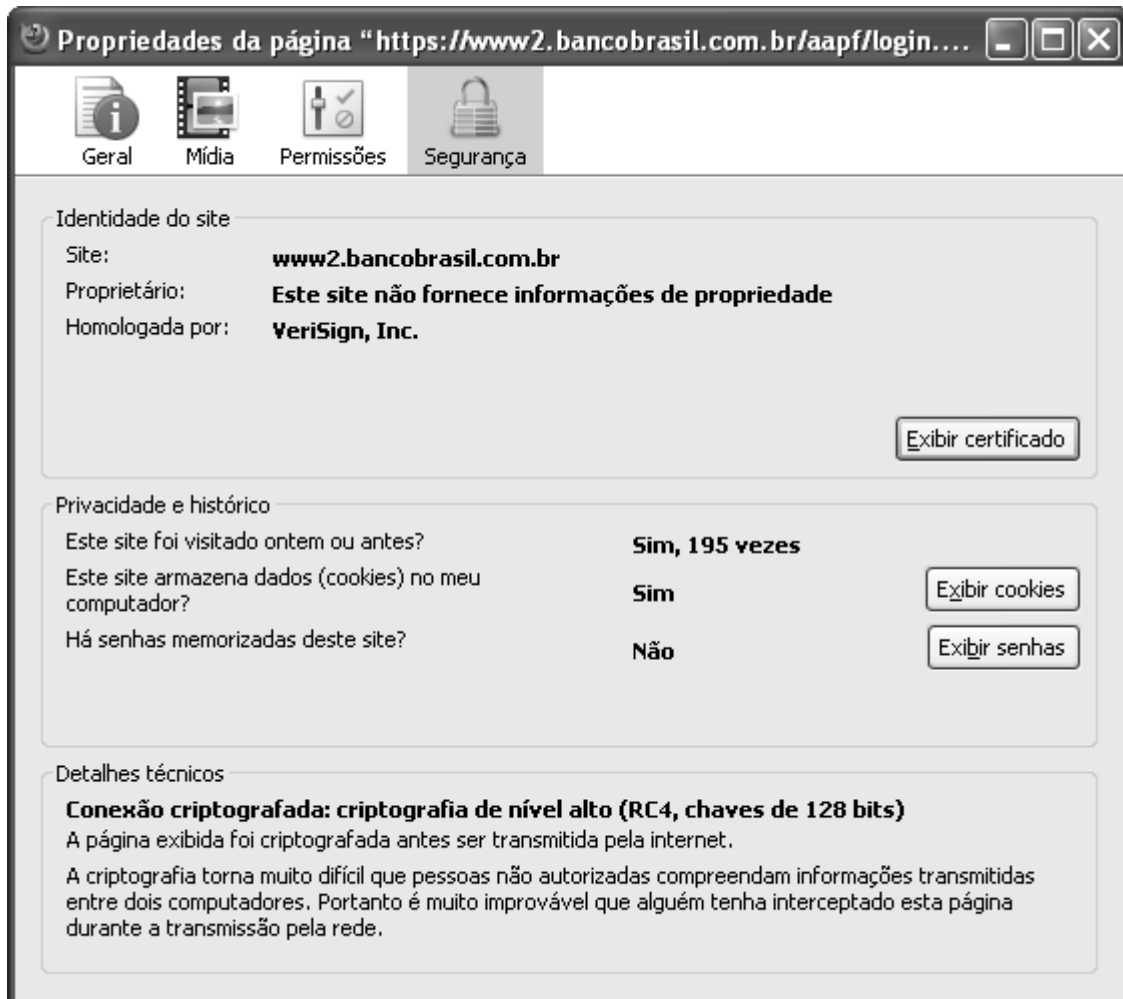 Propriedades da página “https://www2.bancobrasil.com.br/aapf/login....
Geral Mídia Permissões Segurança
Identidade do site
Site: www2.bancobrasil.com.br
Proprietário: Este site não fornece informações de propriedade
Homologada por: VeriSign, Inc.
Exibir certificado
Privacidade e histórico
Este site foi visitado ontem ou antes? Sim, 195 vezes
Este site armazena dados (cookies) no meu
computador? Sim Exibir cookies
Há senhas memorizadas deste site? Não Exibir senhas
Detalhes técnicos
Conexão criptografada: criptografia de nível alto (RC4, chaves de 128 bits)
A página exibida foi criptografada antes ser transmitida pela internet.
A criptografia torna muito difícil que pessoas não autorizadas compreendam informações transmitidas
entre dois computadores. Portanto é muito improvável que alguém tenha interceptado esta página
durante a transmissão pela rede.